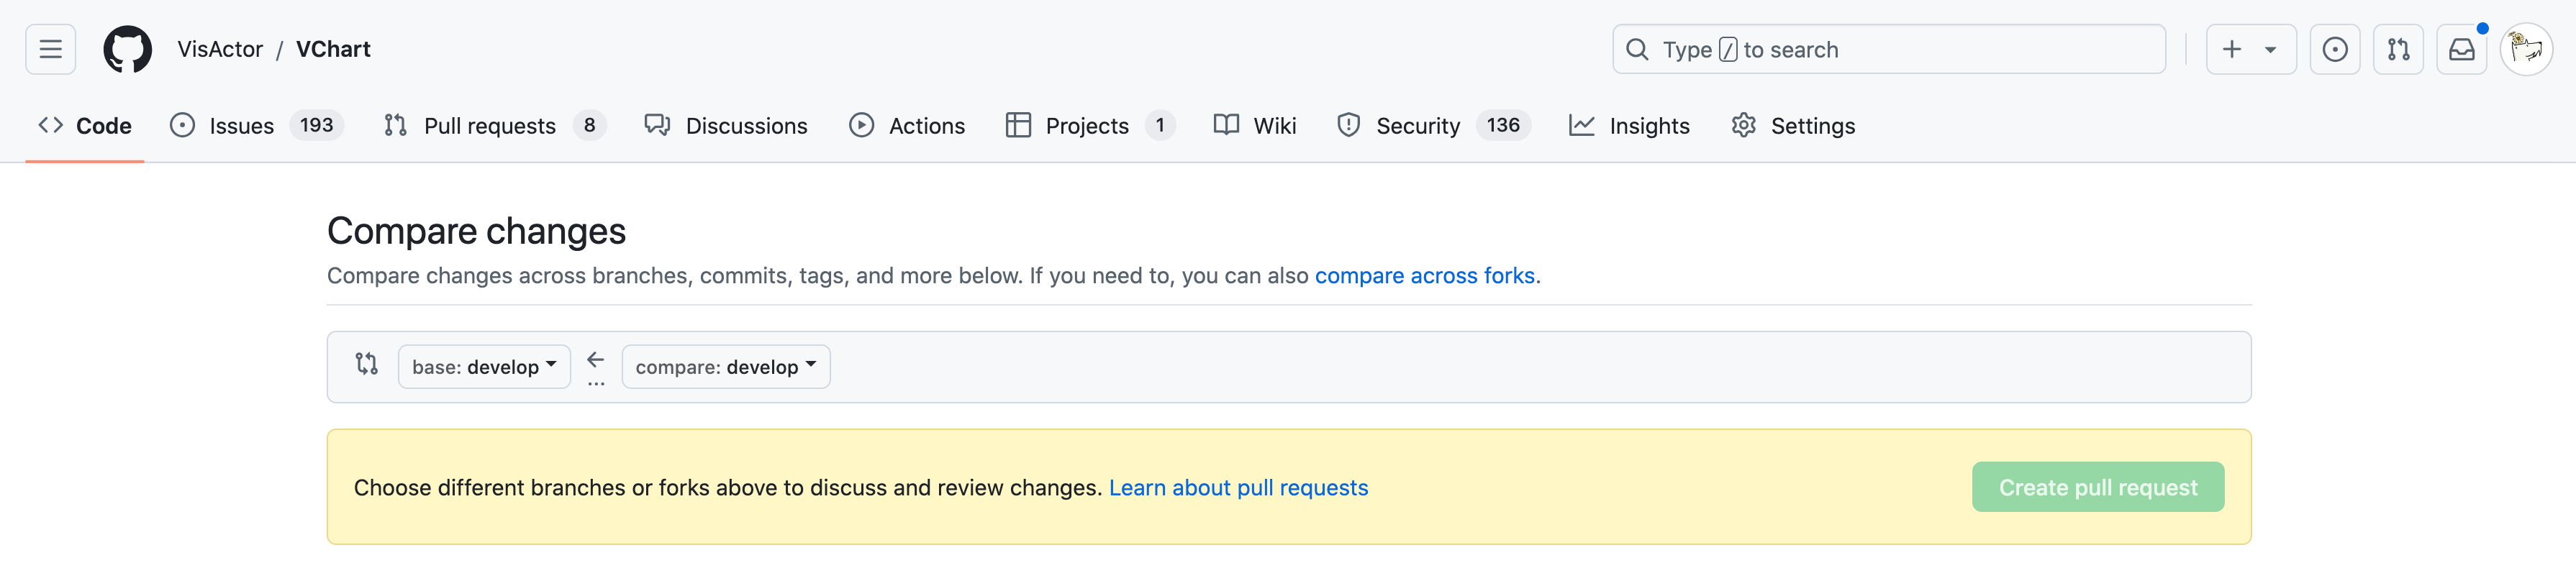 VisActor / VChart
Type / to search
Code Issues 193 Pull requests 8 Discussions Actions Projects 1 Wiki Security 136 Insights Settings
Compare changes
Compare changes across branches, commits, tags, and more below. If you need to, you can also compare across forks.
base: develop ... compare: develop
Choose different branches or forks above to discuss and review changes. Learn about pull requests
Create pull request